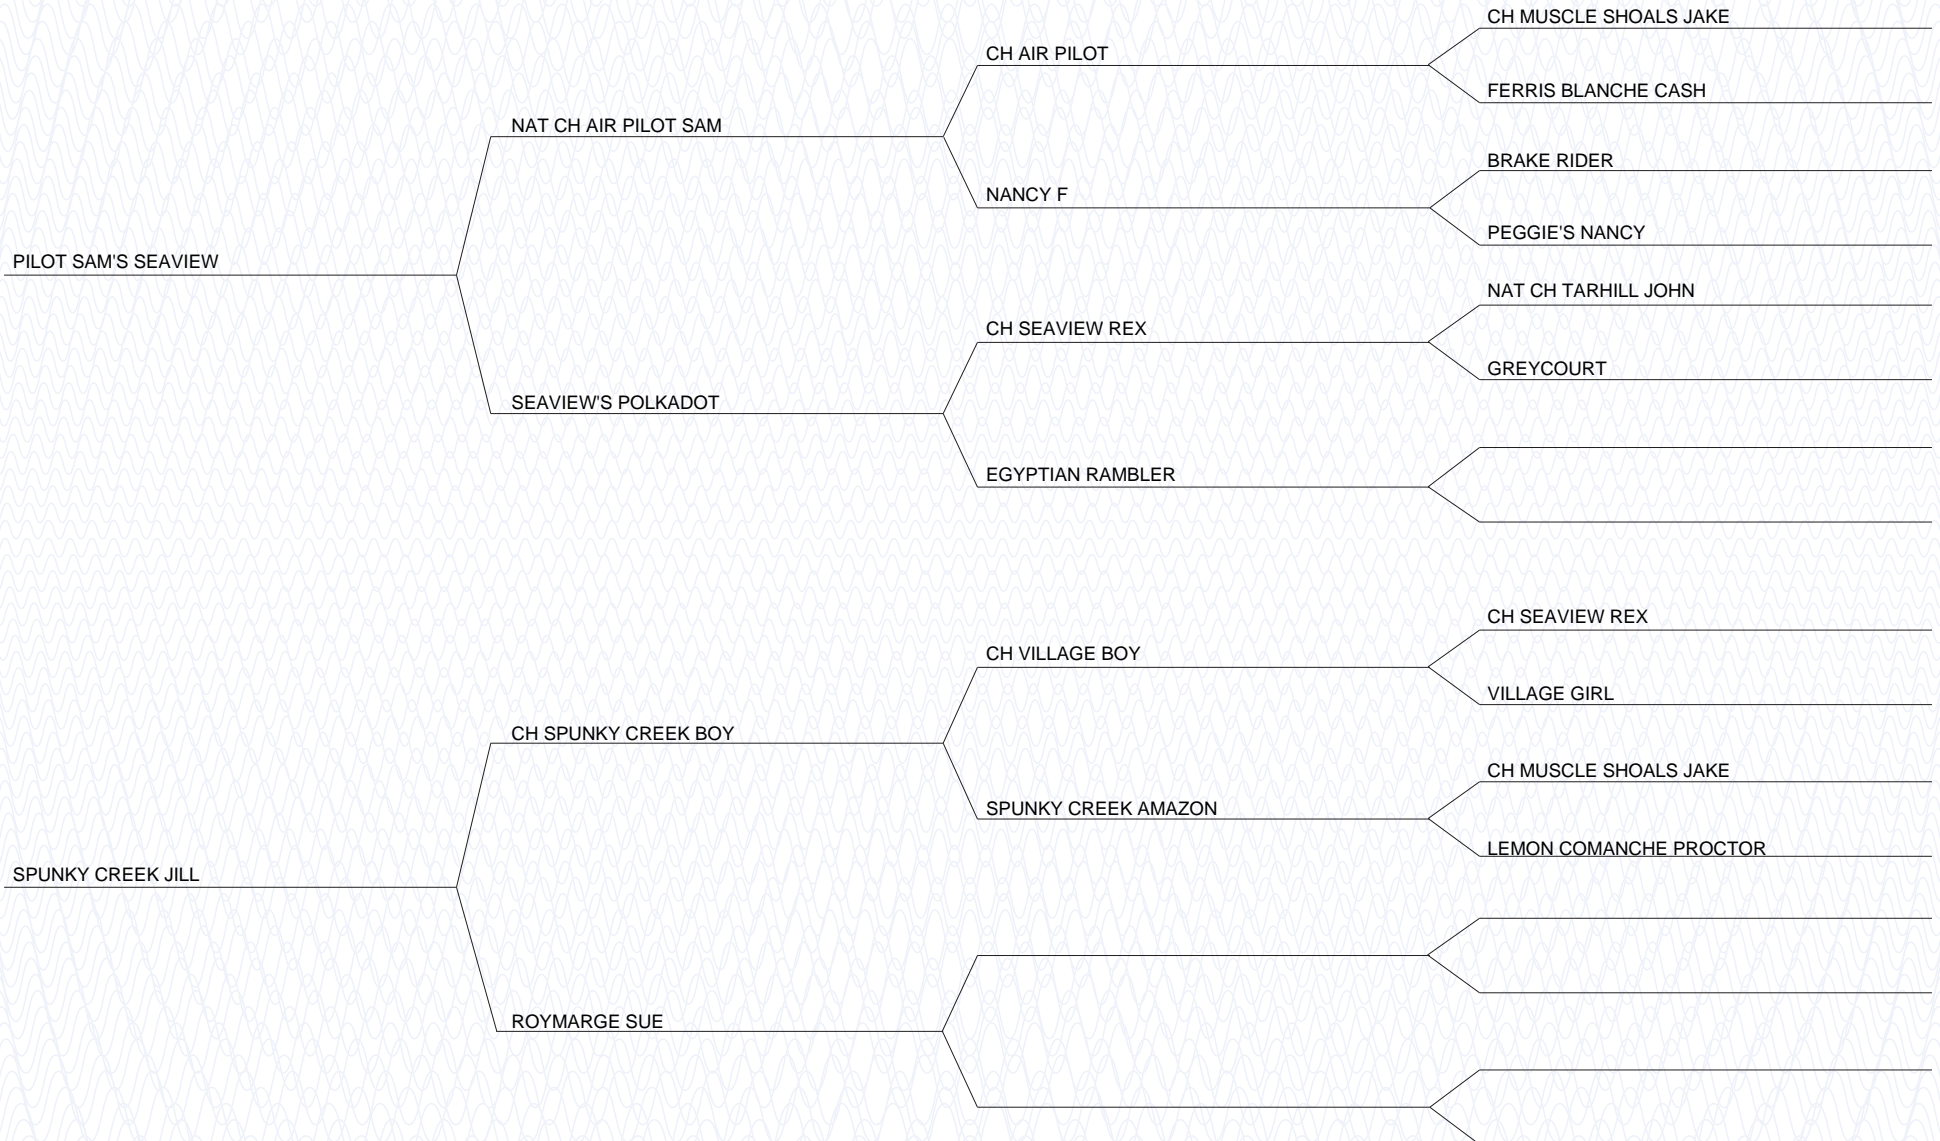 CH MUSCLE SHOALS JAKE
CH AIR PILOT
FERRIS BLANCHE CASH
NAT CH AIR PILOT SAM
BRAKE RIDER
NANCY F
PEGGIE'S NANCY
PILOT SAM'S SEAVIEW
NAT CH TARHILL JOHN
CH SEAVIEW REX
GREYCOURT
SEAVIEW'S POLKADOT
EGYPTIAN RAMBLER
CH SEAVIEW REX
CH VILLAGE BOY
VILLAGE GIRL
CH SPUNKY CREEK BOY
CH MUSCLE SHOALS JAKE
SPUNKY CREEK AMAZON
LEMON COMANCHE PROCTOR
SPUNKY CREEK JILL
ROYMARGE SUE